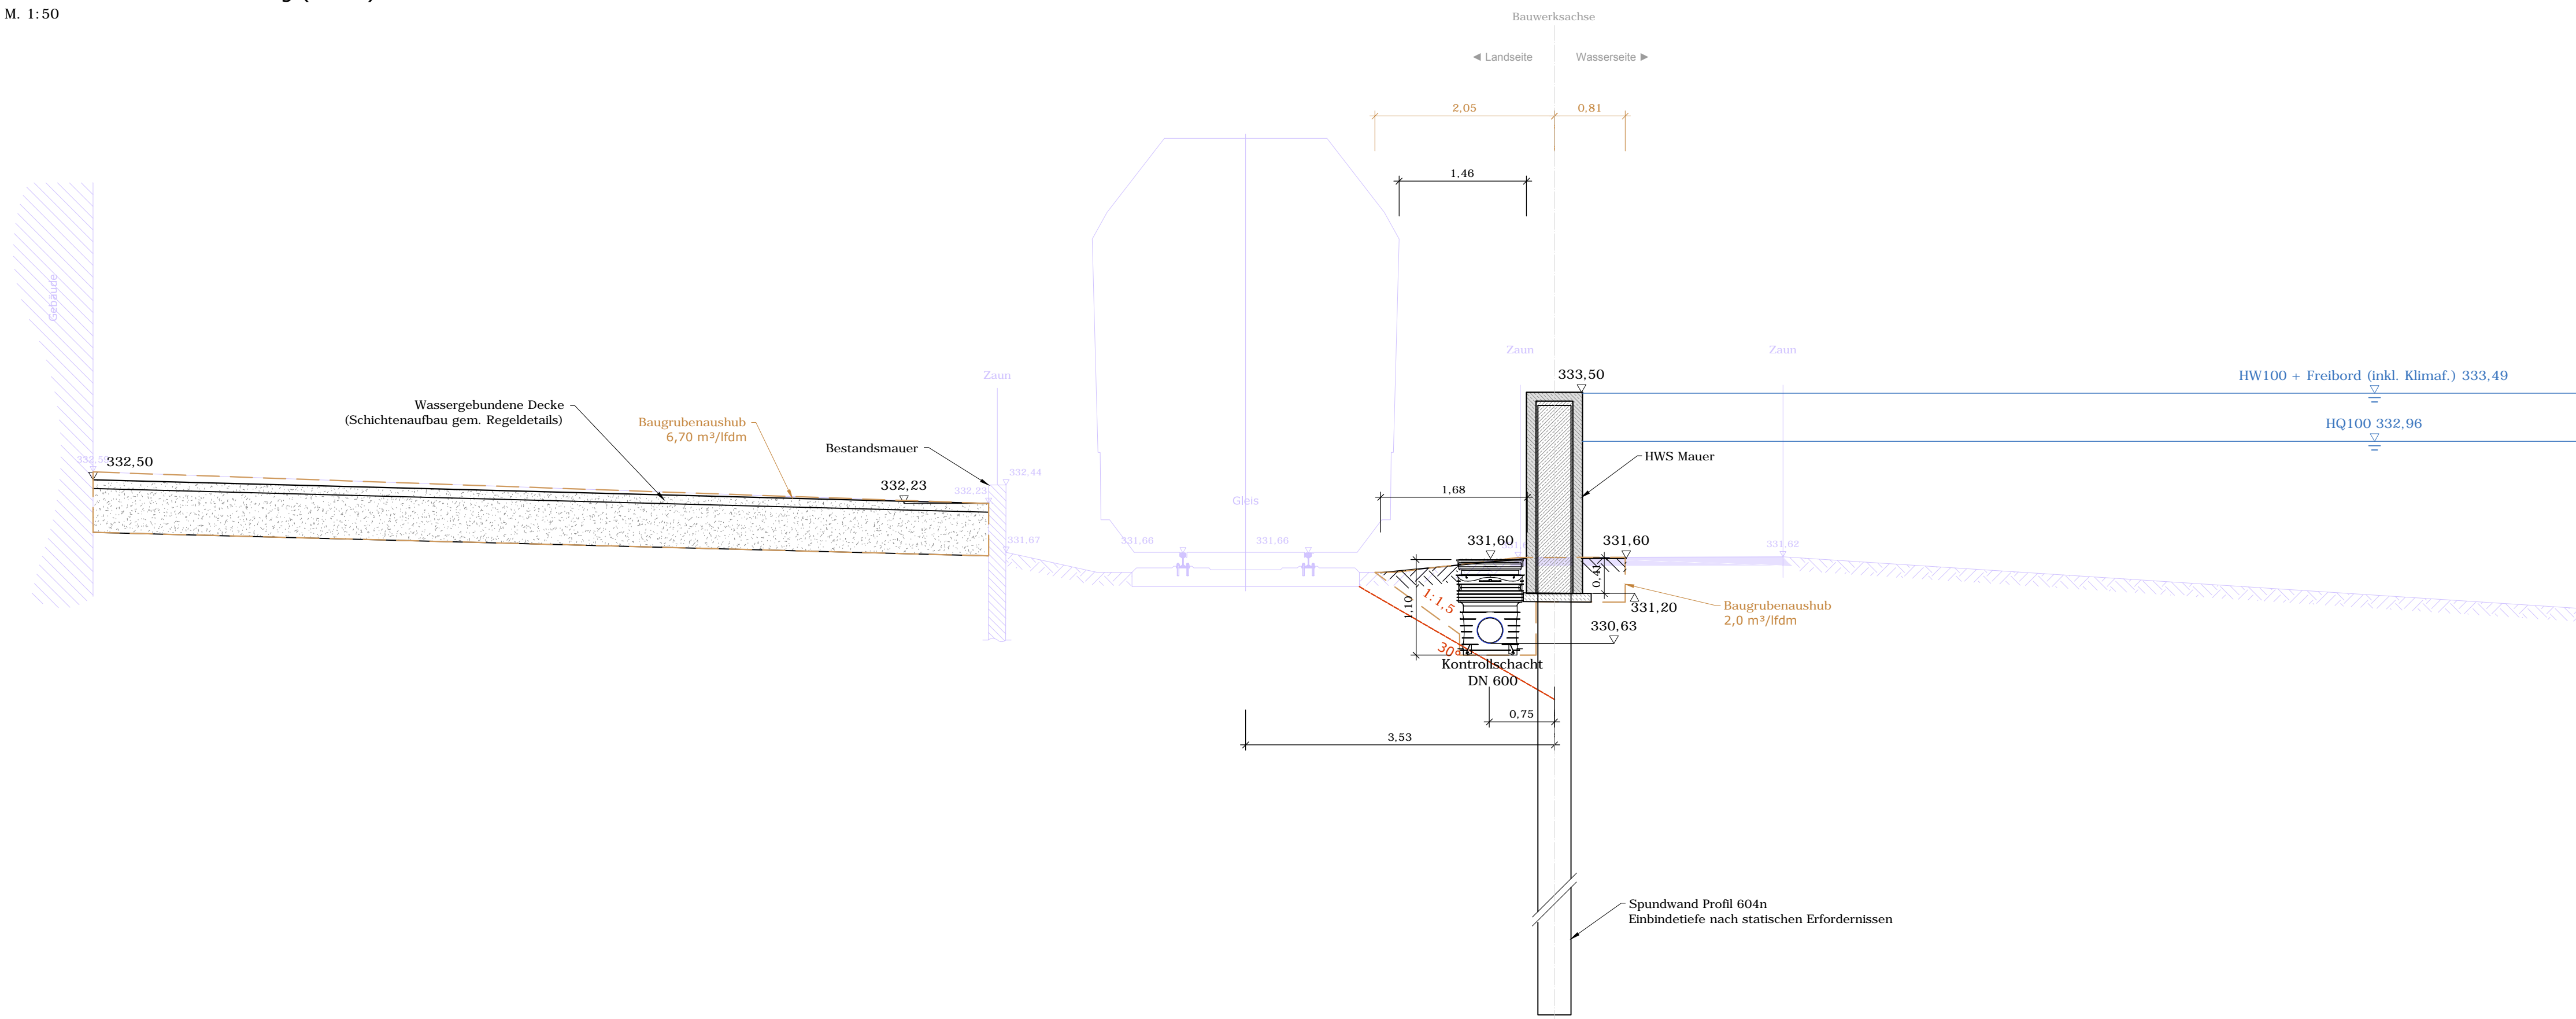 M. 1:50
Bauwerksachse
◄ Landseite
Wasserseite ►
2,05
0,81
1,46
Gebäude
Zaun
Zaun
Zaun
333,50
HW100 + Freibord (inkl. Klimaf.) 333,49
HQ100 332,96
Wassergebundene Decke
(Schichtenaufbau gem. Regeldetails)
Baugrubenaushub
6,70 m³/lfdm
Bestandsmauer
HWS Mauer
332,50
332,44
332,23
332,23
1,68
Gleis
331,67
331,66
331,66
331,60
331,60
331,62
0,41
1,10
1:1,5
30°
331,20
330,63
Baugrubenaushub
2,0 m³/lfdm
Kontrollschacht
DN 600
0,75
3,53
Spundwand Profil 604n
Einbindetiefe nach statischen Erfordernissen